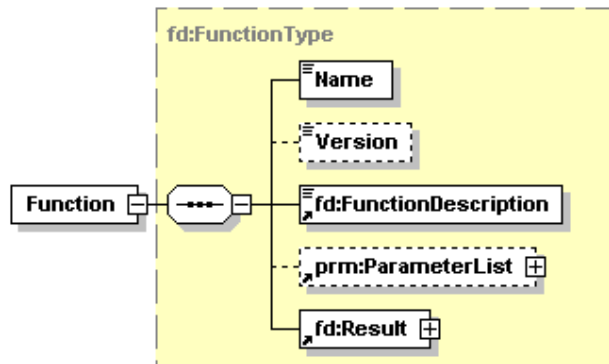 fd:FunctionType
Name
Version
Function
fd:FunctionDescription
prm:ParameterList
fd:Result